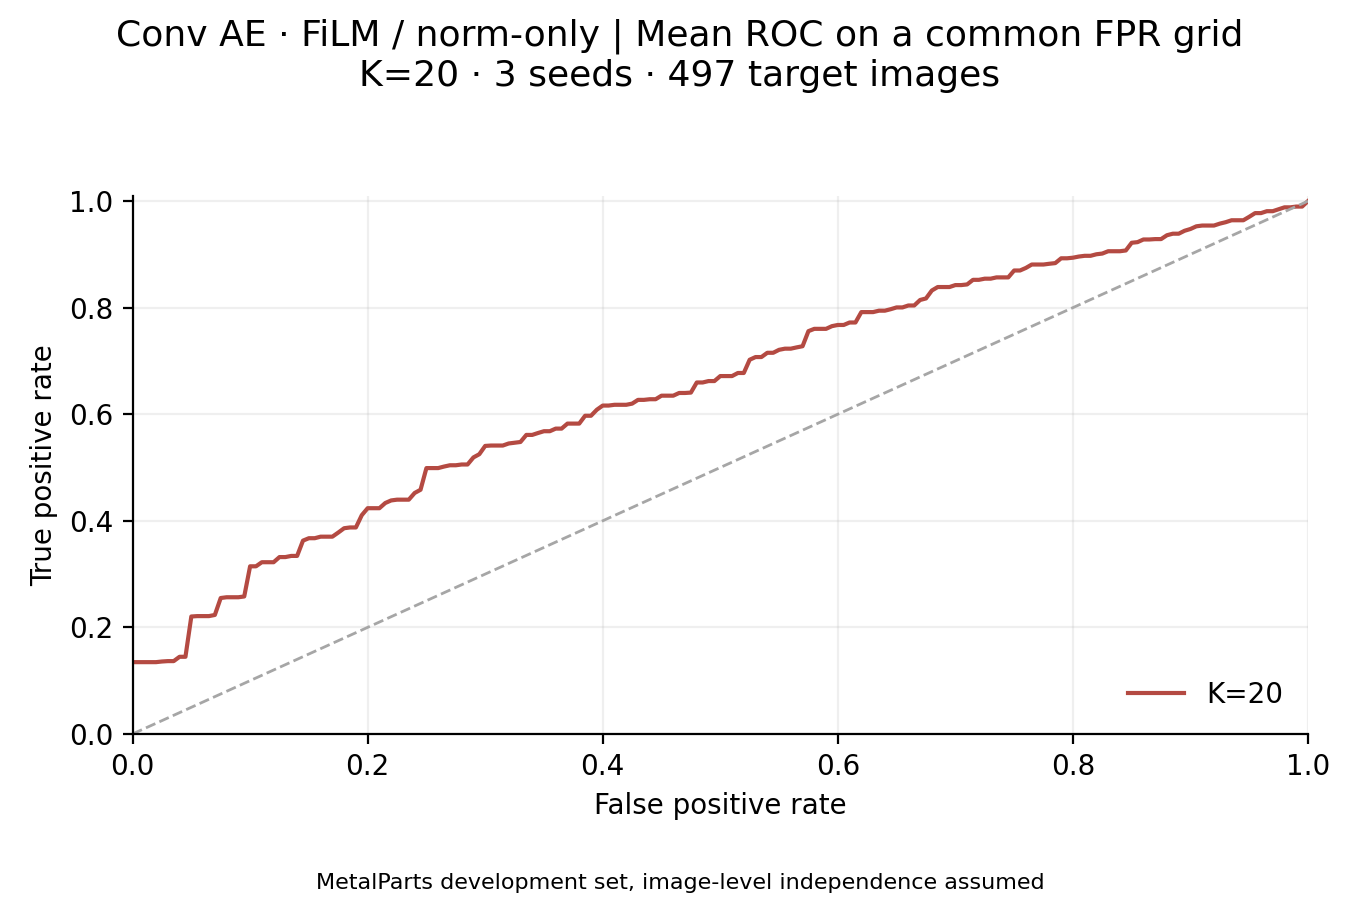 Conv AE · FiLM / norm-only | Mean ROC on a common FPR grid
K=20 · 3 seeds · 497 target images
1.0
0.8
0.6
0.4
0.2
0.0
True positive rate
K=20
0.0 0.2 0.4 0.6 0.8 1.0
False positive rate
MetalParts development set, image-level independence assumed